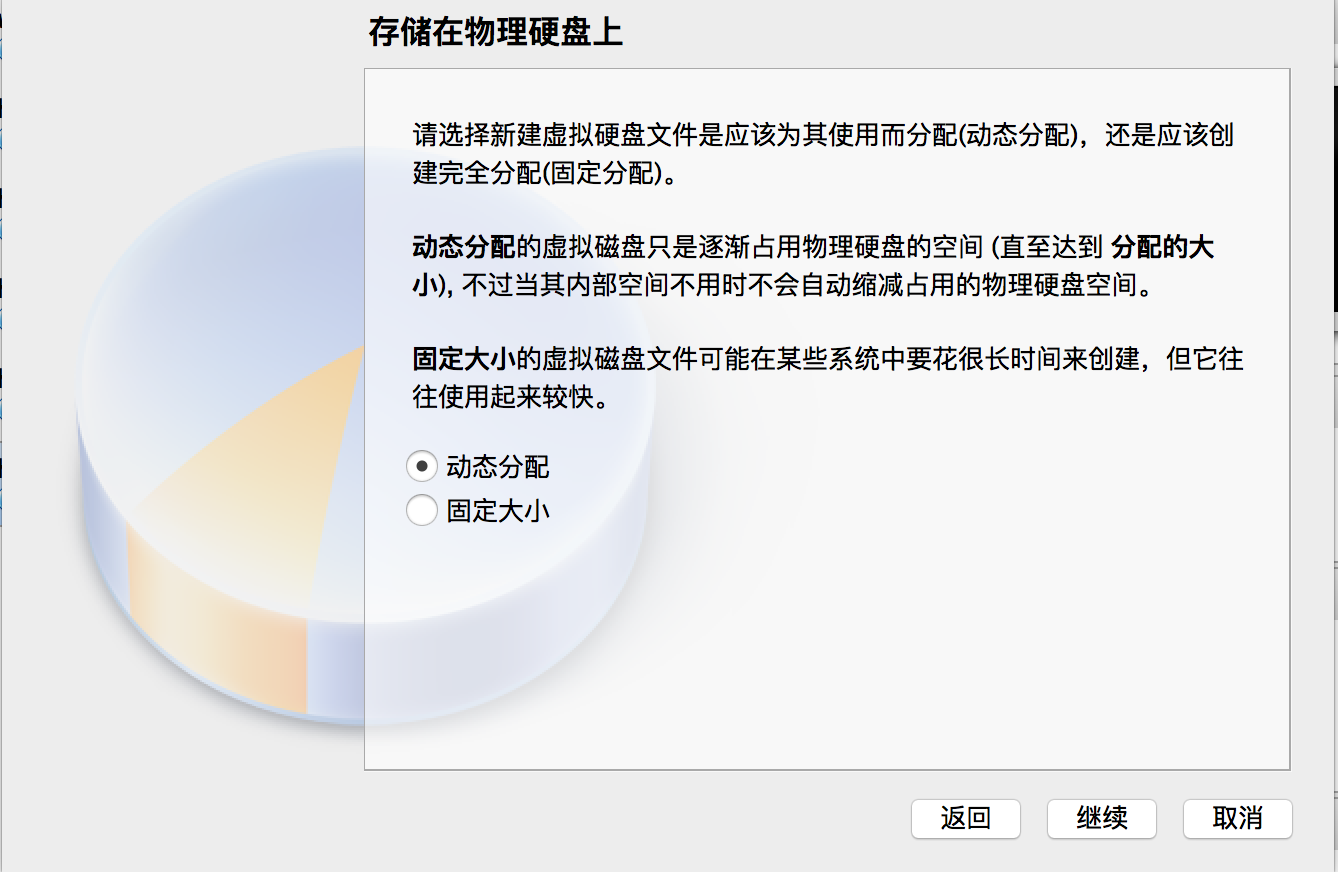 存储在物理硬盘上
请选择新建虚拟硬盘文件是应该为其使用而分配(动态分配)，还是应该创
建完全分配(固定分配)。
动态分配的虚拟磁盘只是逐渐占用物理硬盘的空间 (直至达到 分配的大
小), 不过当其内部空间不用时不会自动缩减占用的物理硬盘空间。
固定大小的虚拟磁盘文件可能在某些系统中要花很长时间来创建，但它往
往使用起来较快。
动态分配
固定大小
返回
继续
取消